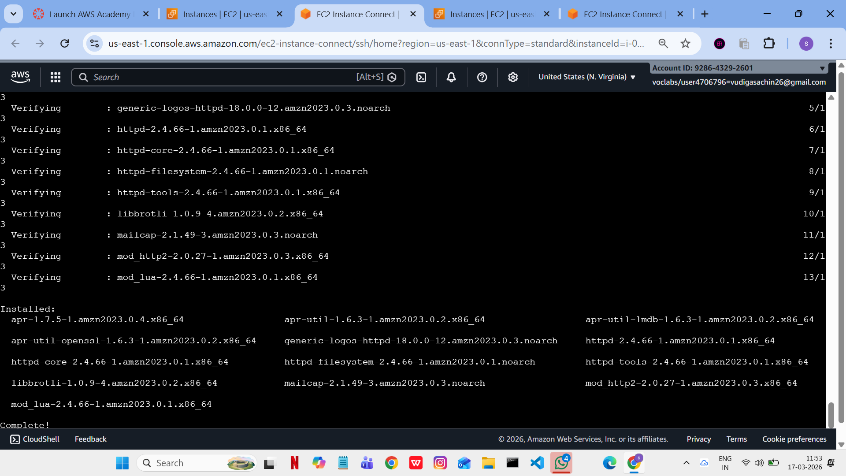 Launch AWS Academy
Instances | EC2 | us-eas
EC2 Instance Connect |
Instances | EC2 | us-eas
EC2 Instance Connect |
us-east-1.console.aws.amazon.com/ec2-instance-connect/ssh/home?region=us-east-1&connType=standard&instanceId=i-0...
S
aws
Search
[Alt+S]
United States (N. Virginia)
Account ID: 9286-4329-2601
voclabs/user4706796=vudigasachin26@gmail.com
3
Verifying : generic-logos-httpd-18.0.0-12.amzn2023.0.3.noarch 5/1
3
Verifying : httpd-2.4.66-1.amzn2023.0.1.x86_64 6/1
3
Verifying : httpd-core-2.4.66-1.amzn2023.0.1.x86_64 7/1
3
Verifying : httpd-filesystem-2.4.66-1.amzn2023.0.1.noarch 8/1
3
Verifying : httpd-tools-2.4.66-1.amzn2023.0.1.x86_64 9/1
3
Verifying : libbrotli-1.0.9-4.amzn2023.0.2.x86_64 10/1
3
Verifying : mailcap-2.1.49-3.amzn2023.0.3.noarch 11/1
3
Verifying : mod_http2-2.0.27-1.amzn2023.0.3.x86_64 12/1
3
Verifying : mod_lua-2.4.66-1.amzn2023.0.1.x86_64 13/1
3
Installed:
apr-1.7.5-1.amzn2023.0.4.x86_64 apr-util-1.6.3-1.amzn2023.0.2.x86_64 apr-util-lmdb-1.6.3-1.amzn2023.0.2.x86_64
apr-util-openssl-1.6.3-1.amzn2023.0.2.x86_64 generic-logos-httpd-18.0.0-12.amzn2023.0.3.noarch httpd-2.4.66-1.amzn2023.0.1.x86_64
httpd-core-2.4.66-1.amzn2023.0.1.x86_64 httpd-filesystem-2.4.66-1.amzn2023.0.1.noarch httpd-tools-2.4.66-1.amzn2023.0.1.x86_64
libbrotli-1.0.9-4.amzn2023.0.2.x86_64 mailcap-2.1.49-3.amzn2023.0.3.noarch mod_http2-2.0.27-1.amzn2023.0.3.x86_64
mod_lua-2.4.66-1.amzn2023.0.1.x86_64
Complete!
CloudShell Feedback © 2026, Amazon Web Services, Inc. or its affiliates. Privacy Terms Cookie preferences
Search
4
ENG
IN
11:53
17-03-2026